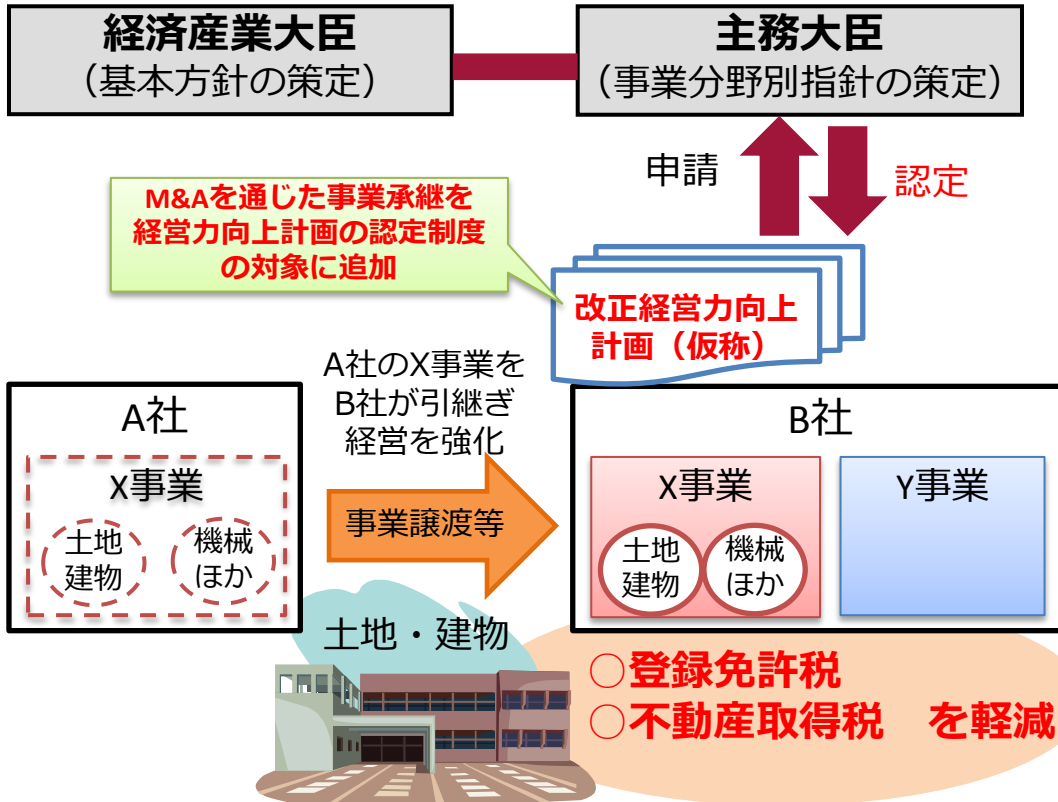 経済産業大臣
（基本方針の策定）
主務大臣
（事業分野別指針の策定）
申請
認定
M&Aを通じた事業承継を
経営力向上計画の認定制度
の対象に追加
改正経営力向上
計画（仮称）
A社のX事業を
B社が引継ぎ
経営を強化
A社
X事業
土地
建物
機械
ほか
事業譲渡等
B社
X事業
土地
建物
機械
ほか
Y事業
土地・建物
○登録免許税
○不動産取得税　を軽減